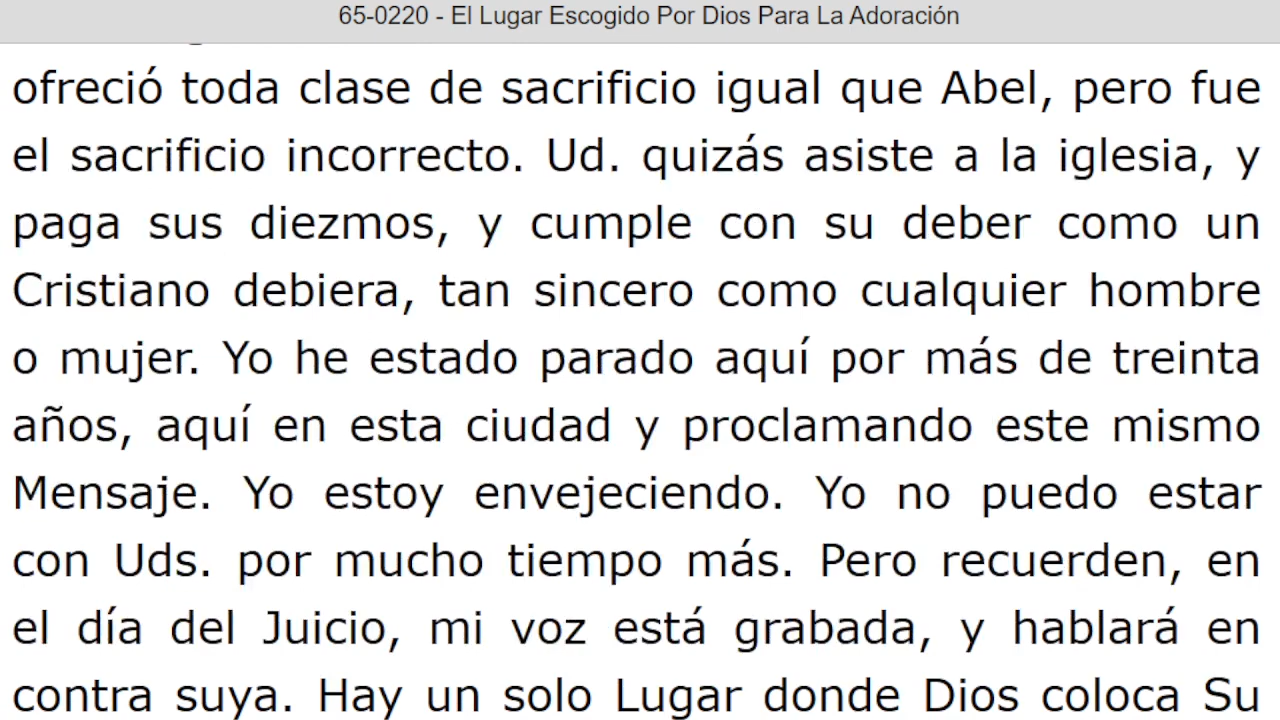 65-0220 - El Lugar Escogido Por Dios Para La Adoración
ofreció toda clase de sacrificio igual que Abel, pero fue
el sacrificio incorrecto. Ud. quizás asiste a la iglesia, y
paga sus diezmos, y cumple con su deber como un
Cristiano debiera, tan sincero como cualquier hombre
o mujer. Yo he estado parado aquí por más de treinta
años, aquí en esta ciudad y proclamando este mismo
Mensaje. Yo estoy envejeciendo. Yo no puedo estar
con Uds. por mucho tiempo más. Pero recuerden, en
el día del Juicio, mi voz está grabada, y hablará en
contra suya. Hay un solo Lugar donde Dios coloca Su